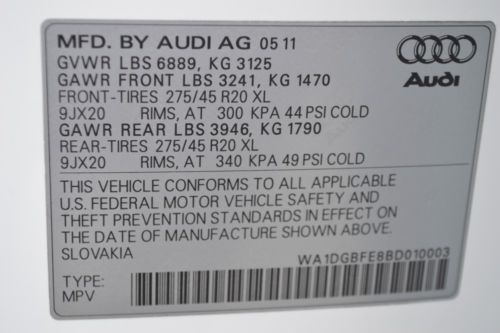 MFD. BY AUDI AG 05 11
GVWR LBS 6889, KG 3125
GAWR FRONT LBS 3241, KG 1470
FRONT-TIRES 275/45 R20 XL
9JX20 RIMS, AT 300 KPA 44 PSI COLD
GAWR REAR LBS 3946, KG 1790
REAR-TIRES 275/45 R20 XL
9JX20 RIMS, AT 340 KPA 49 PSI COLD
Audi
THIS VEHICLE CONFORMS TO ALL APPLICABLE
U.S. FEDERAL MOTOR VEHICLE SAFETY AND
THEFT PREVENTION STANDARDS IN EFFECT ON
THE DATE OF MANUFACTURE SHOWN ABOVE.
SLOVAKIA WA1DGBFE8BD010003
TYPE:
MPV